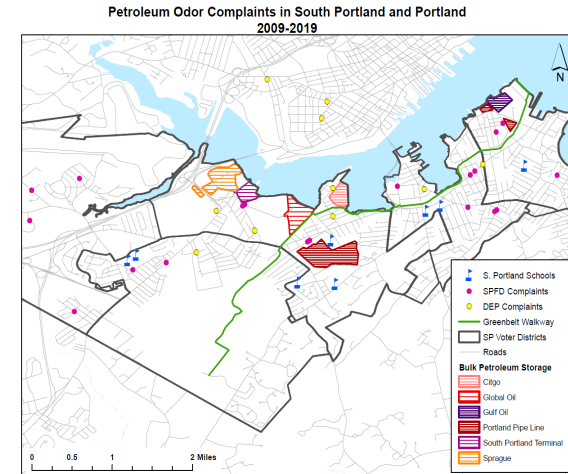 Petroleum Odor Complaints in South Portland and Portland
2009-2019
N
S. Portland Schools
SPFD Complaints
DEP Complaints
Greenbelt Walkway
SP Voter Districts
Roads
Bulk Petroleum Storage
Citgo
Global Oil
Gulf Oil
Portland Pipe Line
South Portland Terminal
Sprague
0 0.5 1 2 Miles